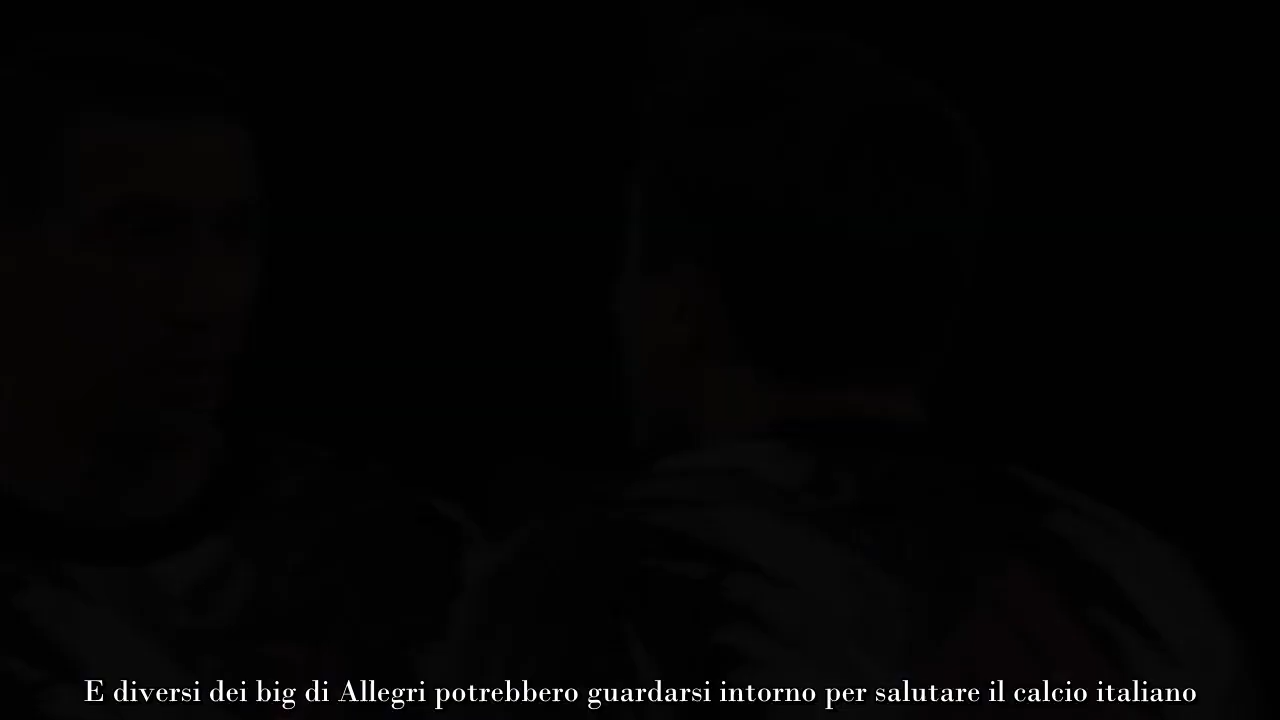 E diversi dei big di Allegri potrebbero guardarsi intorno per salutare il calcio italiano